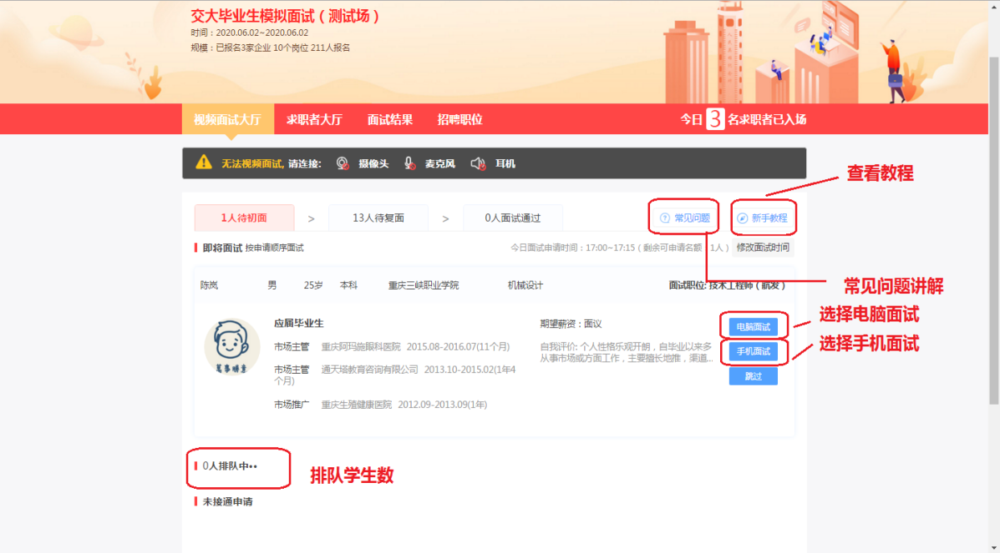 交大毕业生模拟面试（测试场）
时间：2020.06.02~2020.06.02
规模：已报名3家企业 10个岗位 211人报名
视频面试大厅 求职者大厅 面试结果 招聘职位 今日 3 名求职者已入场
无法视频面试, 请连接: 摄像头 麦克风 耳机
查看教程
1人待初面 > 13人待复面 > 0人面试通过 常见问题 新手教程
即将面试 按申请顺序面试 今日面试申请时间：17:00~17:15（剩余可申请名额 1人） 修改面试时间
陈岚 男 25岁 本科 重庆三峡职业学院 机械设计 面试职位: 技术工程师（航发）
常见问题讲解
选择电脑面试
应届毕业生 期望薪资：面议 电脑面试
选择手机面试
市场主管 重庆阿玛施眼科医院 2015.08-2016.07(11个月) 自我评价: 个人性格乐观开朗，自毕业以来多 手机面试
从事市场或方面工作，主要擅长地推，渠道...
市场主管 通天塔教育咨询有限公司 2013.10-2015.02(1年4
个月)
跳过
萬事勝意
市场推广 重庆生殖健康医院 2012.09-2013.09(1年)
0人排队中••
排队学生数
未接通申请